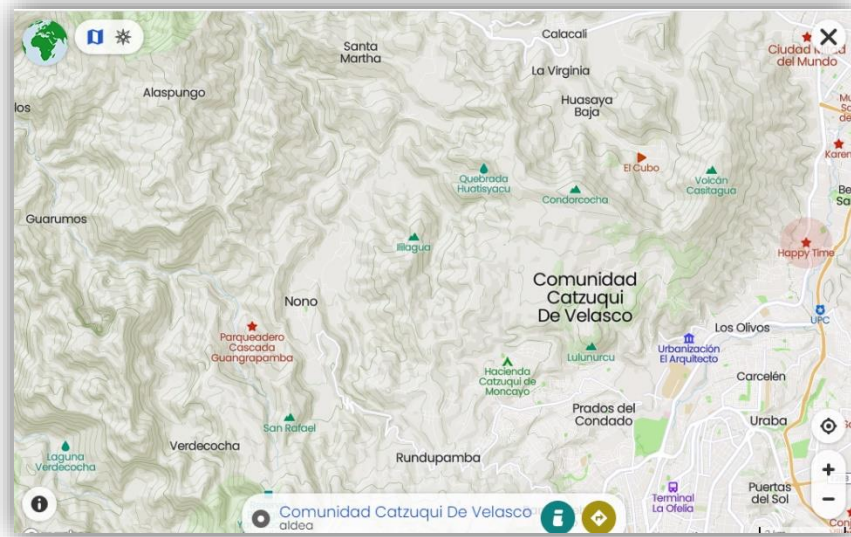 Calacalí
Santa
Martha
Ciudad
del Mundo
La Virginia
Alaspungo
Huasaya
Baja
El Cubo
Karen
Quebrada
Huatisyacu
Condorcocha
Volcán
Casitagua
Guarumos
Ililagua
Happy Time
Comunidad
Catzuqui
De Velasco
Nono
UPC
Los Olivos
Parqueadero
Cascada
Guangrapamba
Urbanización
El Arquitecto
Lulunurcu
Hacienda
Catzuqui de
Moncayo
Carcelén
Prados del
Condado
San Rafael
Uraba
Verdecocha
Laguna
Verdecocha
Rundupamba
Terminal
La Ofelia
Puertas
del Sol
Comunidad Catzuqui De Velasco
aldea